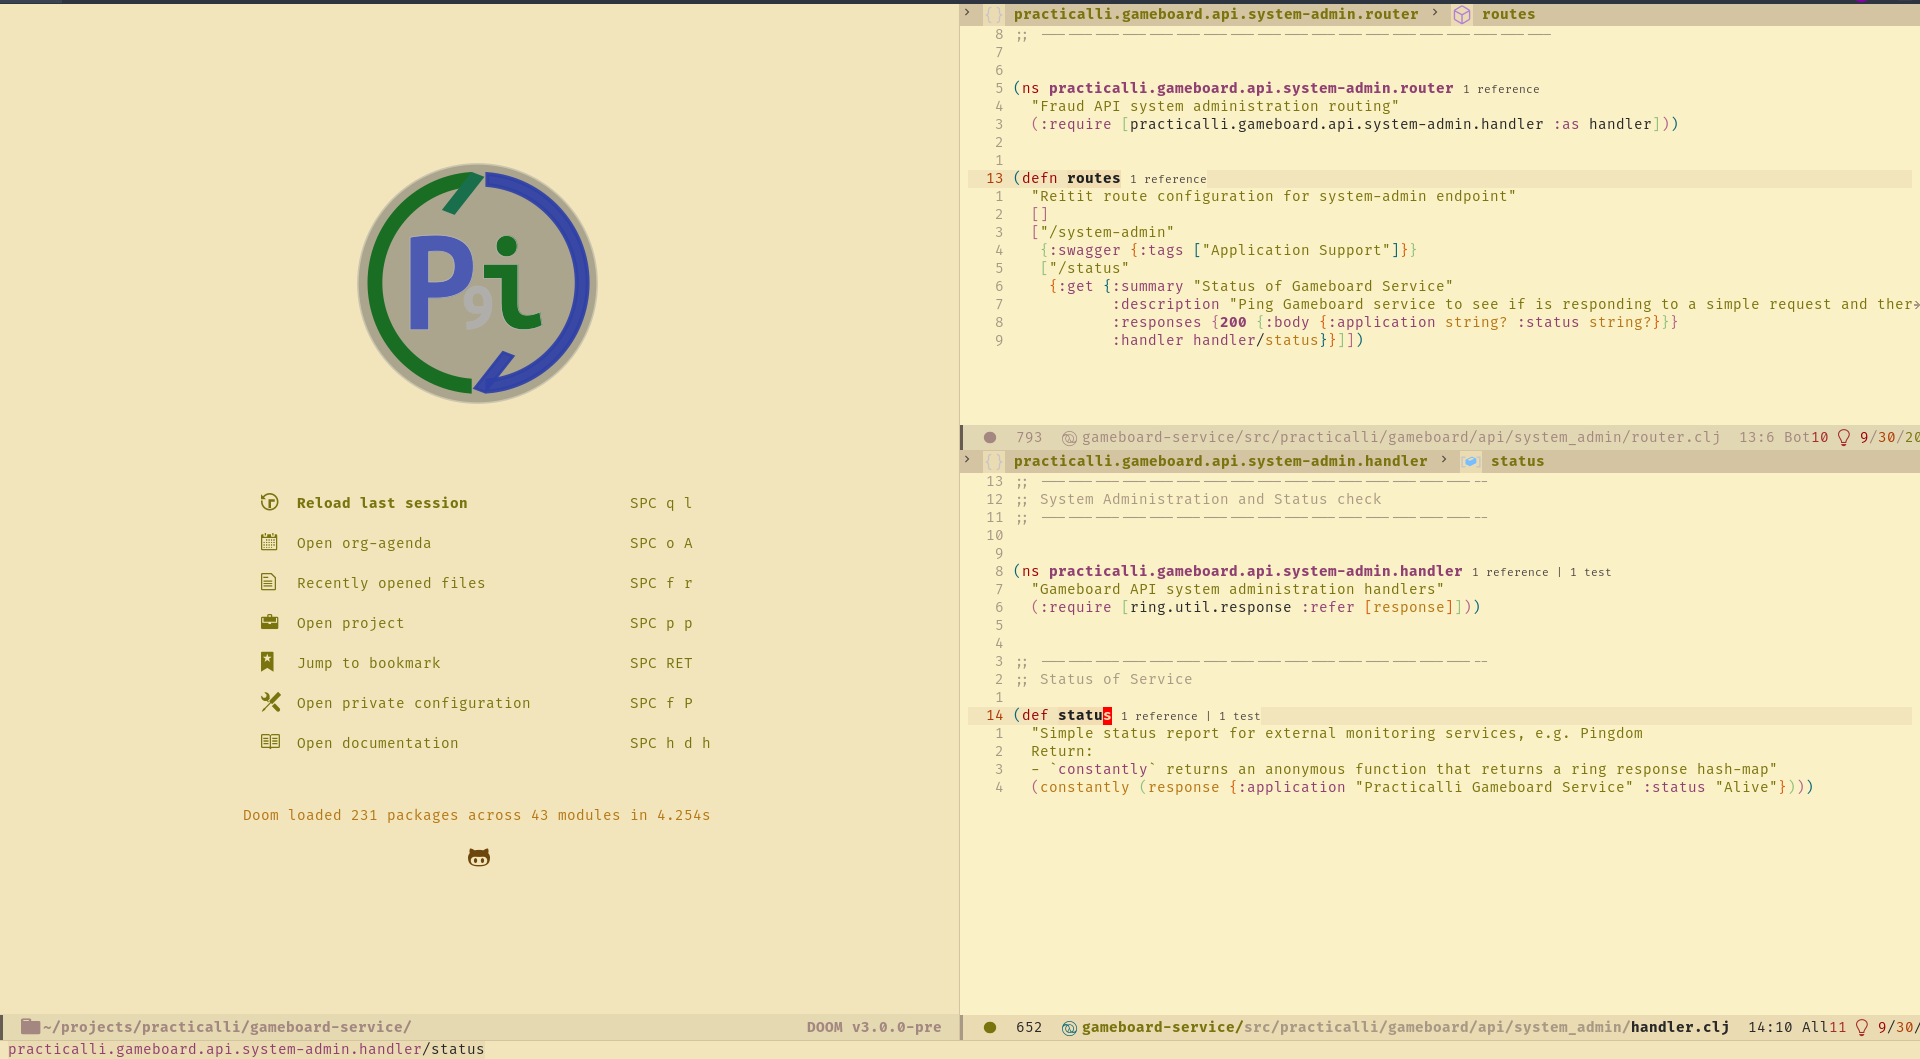 P9i
Reload last session SPC q l
Open org-agenda SPC o A
Recently opened files SPC f r
Open project SPC p p
Jump to bookmark SPC RET
Open private configuration SPC f P
Open documentation SPC h d h
Doom loaded 231 packages across 43 modules in 4.254s
~/projects/practicalli/gameboard-service/ DOOM v3.0.0-pre
› {} practicalli.gameboard.api.system-admin.router › routes
8 ;; ---------------------------------------------------------
7
6
5 (ns practicalli.gameboard.api.system-admin.router 1 reference
4 "Fraud API system administration routing"
3 (:require [practicalli.gameboard.api.system-admin.handler :as handler]))
2
1
13 (defn routes 1 reference
1 "Reitit route configuration for system-admin endpoint"
2 []
3 ["/system-admin"
4 {:swagger {:tags ["Application Support"]}}
5 ["/status"
6 {:get {:summary "Status of Gameboard Service"
7 :description "Ping Gameboard service to see if is responding to a simple request and ther
8 :responses {200 {:body {:application string? :status string?}}}
9 :handler handler/status}}]])
793 gameboard-service/src/practicalli/gameboard/api/system_admin/router.clj 13:6 Bot 10 9/30/20
› {} practicalli.gameboard.api.system-admin.handler › status
13 ;; --------------------------------------------------
12 ;; System Administration and Status check
11 ;; --------------------------------------------------
10
9
8 (ns practicalli.gameboard.api.system-admin.handler 1 reference | 1 test
7 "Gameboard API system administration handlers"
6 (:require [ring.util.response :refer [response]]))
5
4
3 ;; --------------------------------------------------
2 ;; Status of Service
1
14 (def status 1 reference | 1 test
1 "Simple status report for external monitoring services, e.g. Pingdom
2 Return:
3 - `constantly` returns an anonymous function that returns a ring response hash-map"
4 (constantly (response {:application "Practicalli Gameboard Service" :status "Alive"})))
652 gameboard-service/src/practicalli/gameboard/api/system_admin/handler.clj 14:10 All 11 9/30/
practicalli.gameboard.api.system-admin.handler/status